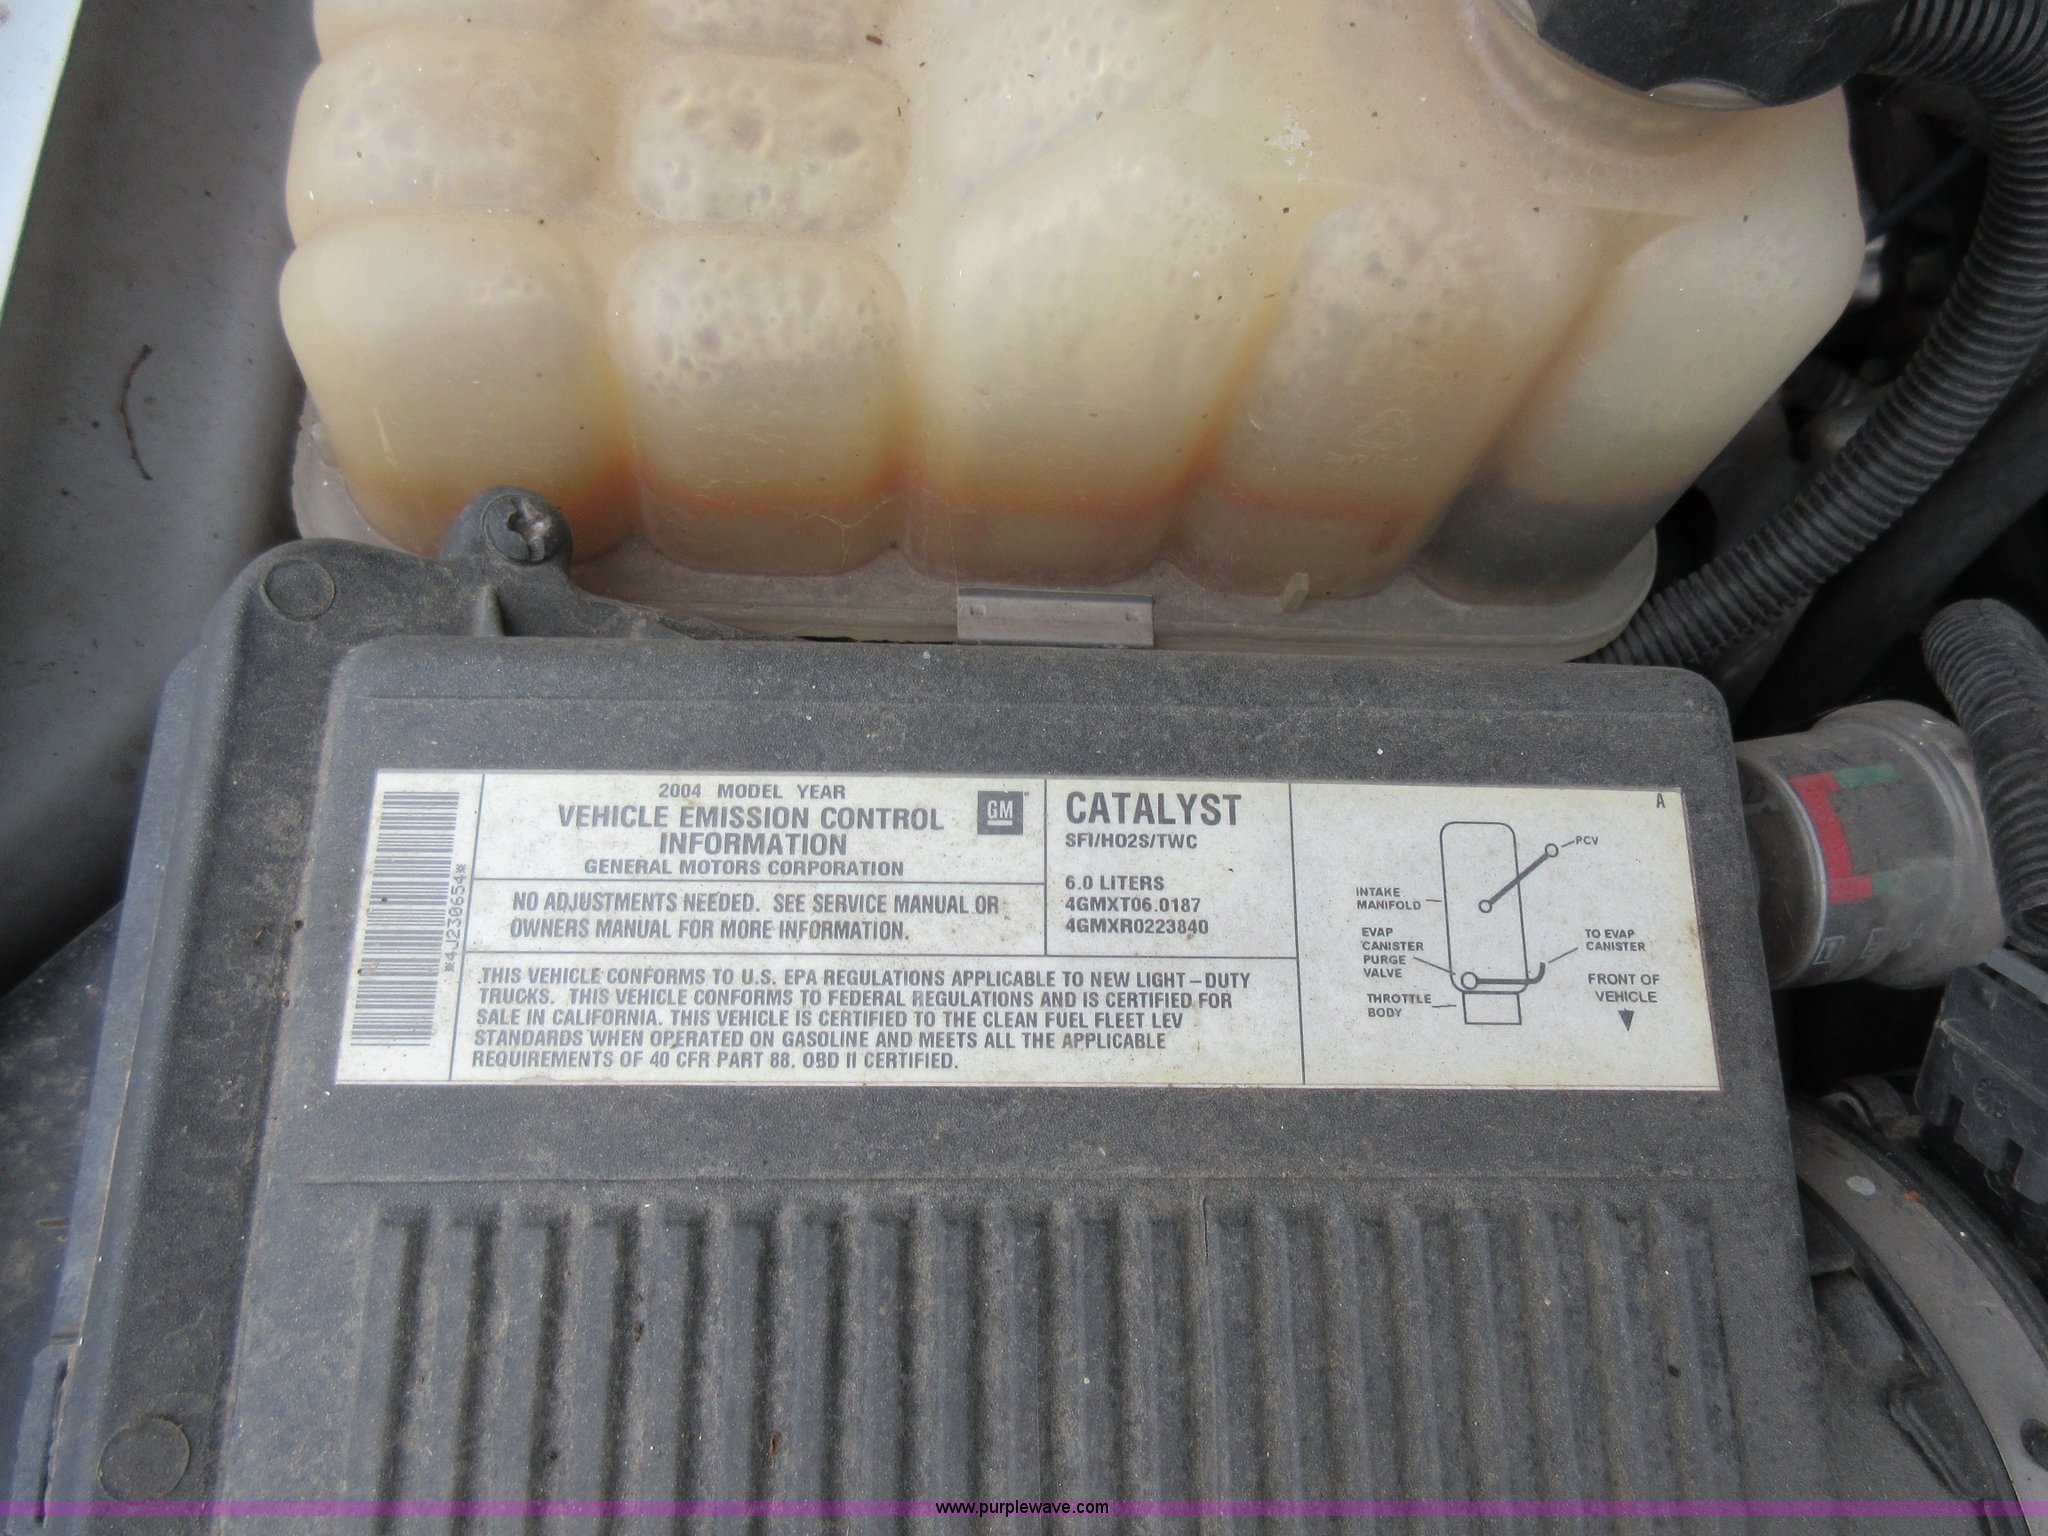 *4J230654*
2004 MODEL YEAR
VEHICLE EMISSION CONTROL
INFORMATION
GENERAL MOTORS CORPORATION
GM
NO ADJUSTMENTS NEEDED. SEE SERVICE MANUAL OR
OWNERS MANUAL FOR MORE INFORMATION.
CATALYST
SFI/HO2S/TWC
6.0 LITERS
4GMXT06.0187
4GMXR0223840
THIS VEHICLE CONFORMS TO U.S. EPA REGULATIONS APPLICABLE TO NEW LIGHT-DUTY
TRUCKS. THIS VEHICLE CONFORMS TO FEDERAL REGULATIONS AND IS CERTIFIED FOR
SALE IN CALIFORNIA. THIS VEHICLE IS CERTIFIED TO THE CLEAN FUEL FLEET LEV
STANDARDS WHEN OPERATED ON GASOLINE AND MEETS ALL THE APPLICABLE
REQUIREMENTS OF 40 CFR PART 88. OBD II CERTIFIED.
A
PCV
INTAKE
MANIFOLD
EVAP
CANISTER
PURGE
VALVE
THROTTLE
BODY
TO EVAP
CANISTER
FRONT OF
VEHICLE
www.purplewave.com